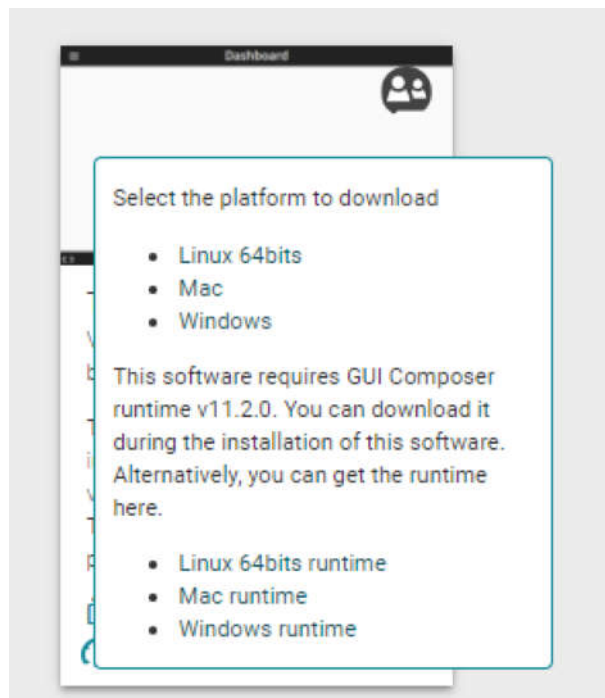 Dashboard
Select the platform to download
Linux 64bits
Mac
Windows
This software requires GUI Composer
runtime v11.2.0. You can download it
during the installation of this software.
Alternatively, you can get the runtime
here.
Linux 64bits runtime
Mac runtime
Windows runtime